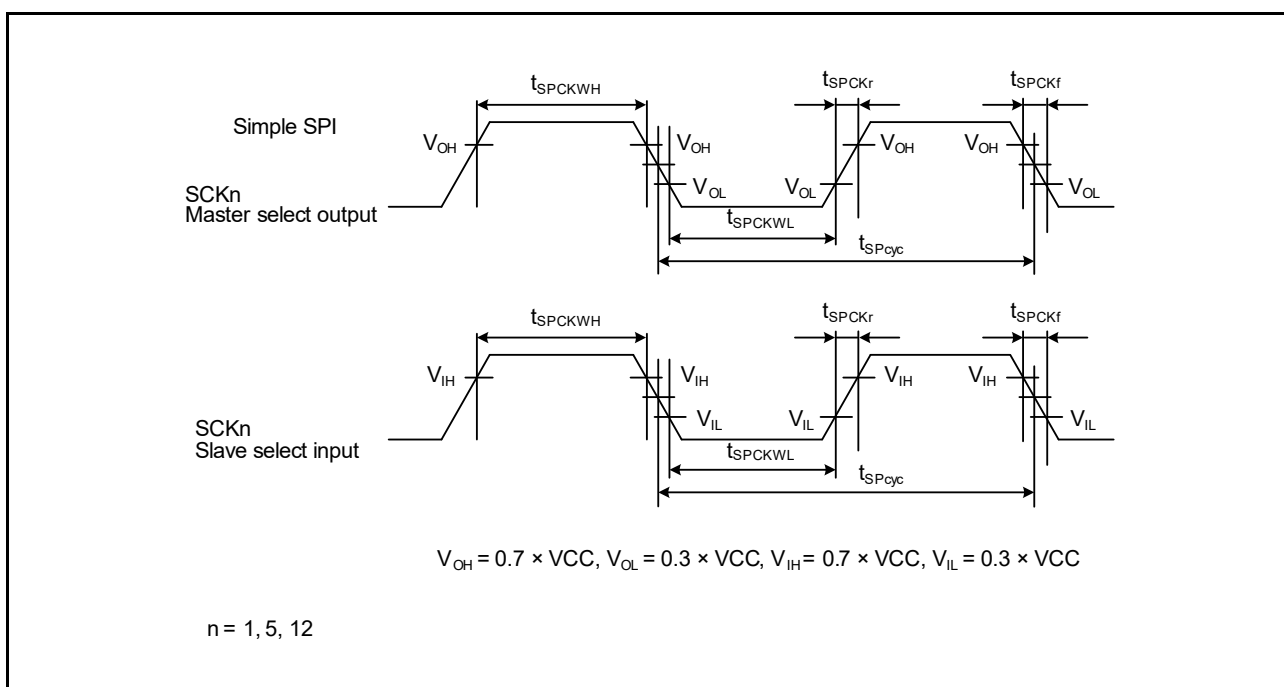 tSPCKWH
tSPCKr
tSPCKf
Simple SPI
VOH
VOH
VOH
VOH
SCKn
Master select output
VOL
VOL
VOL
tSPCKWL
tSPcyc
tSPCKWH
tSPCKr
tSPCKf
VIH
VIH
VIH
VIH
SCKn
Slave select input
VIL
VIL
VIL
tSPCKWL
tSPcyc
VOH = 0.7 × VCC, VOL = 0.3 × VCC, VIH = 0.7 × VCC, VIL = 0.3 × VCC
n = 1, 5, 12